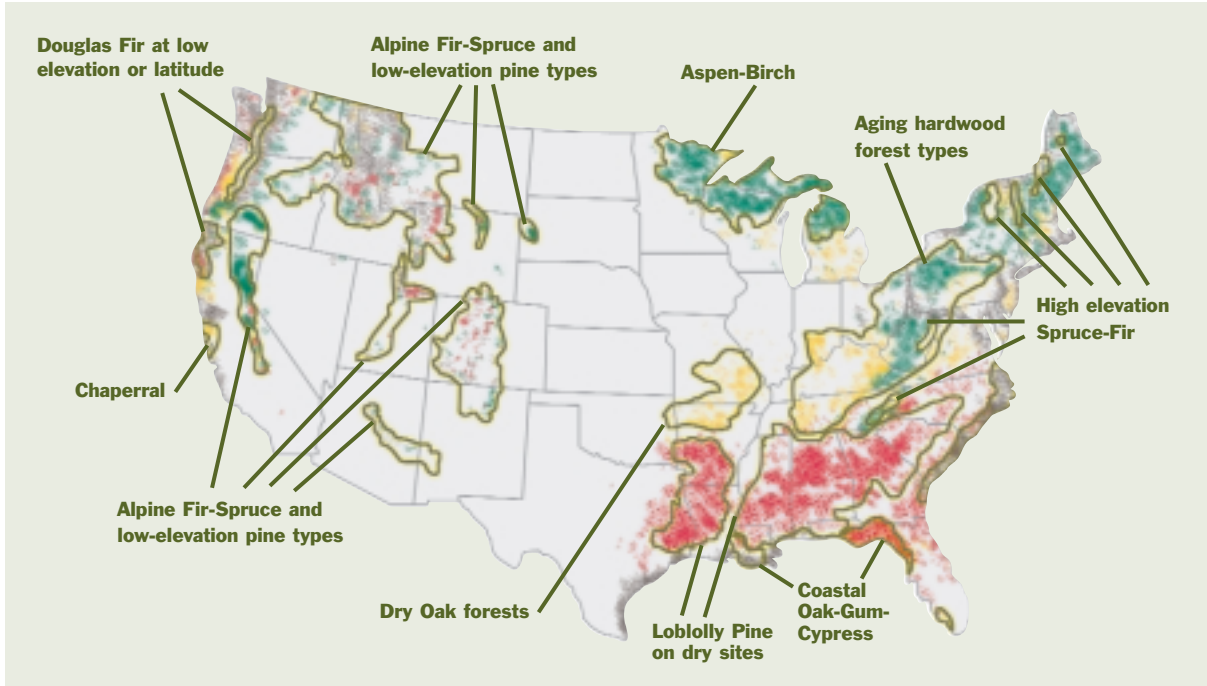 Douglas Fir at low
elevation or latitude
Alpine Fir-Spruce and
low-elevation pine types
Aspen-Birch
Aging hardwood
forest types
High elevation
Spruce-Fir
Chaperral
Alpine Fir-Spruce and
low-elevation pine types
Dry Oak forests
Loblolly Pine
on dry sites
Coastal
Oak-Gum-
Cypress